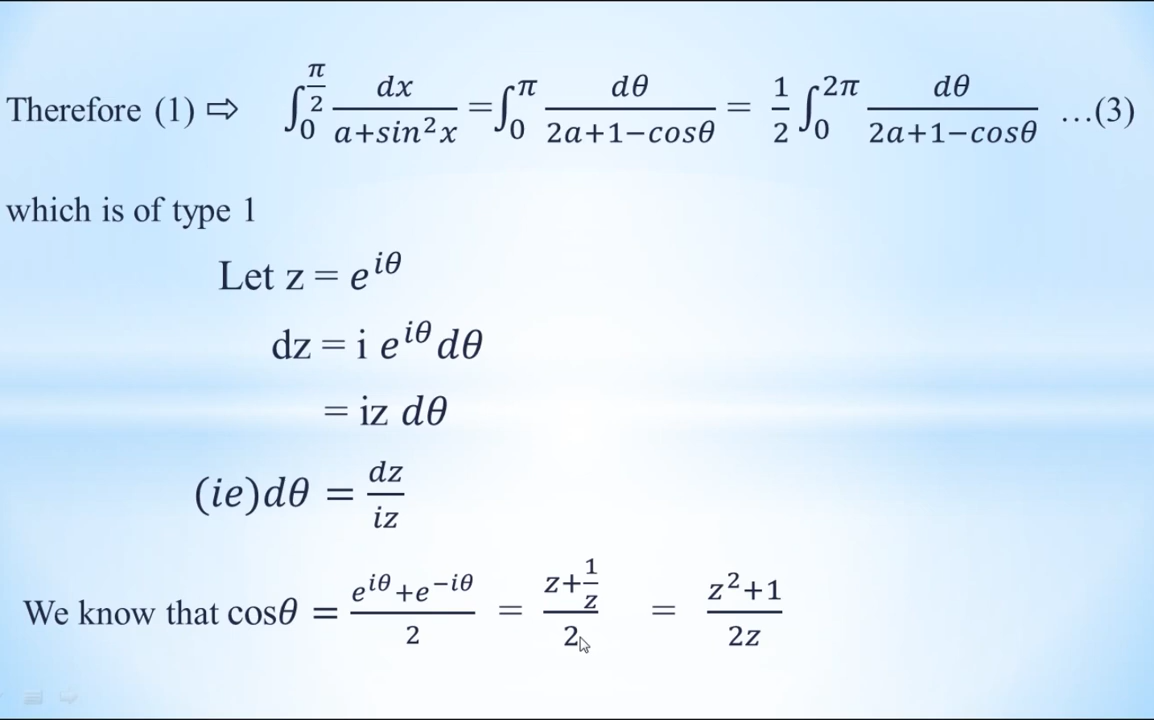 Therefore (1) ⇨ ∫₀^(π/2) dx/(a+sin²x) = ∫₀^π dθ/(2a+1−cosθ) = 1/2 ∫₀^(2π) dθ/(2a+1−cosθ) …(3)
which is of type 1
Let z = e^(iθ)
dz = i e^(iθ) dθ
= iz dθ
(ie)dθ = dz/iz
We know that cosθ = (e^(iθ)+e^(−iθ))/2 = (z+1/z)/2 = (z²+1)/2z